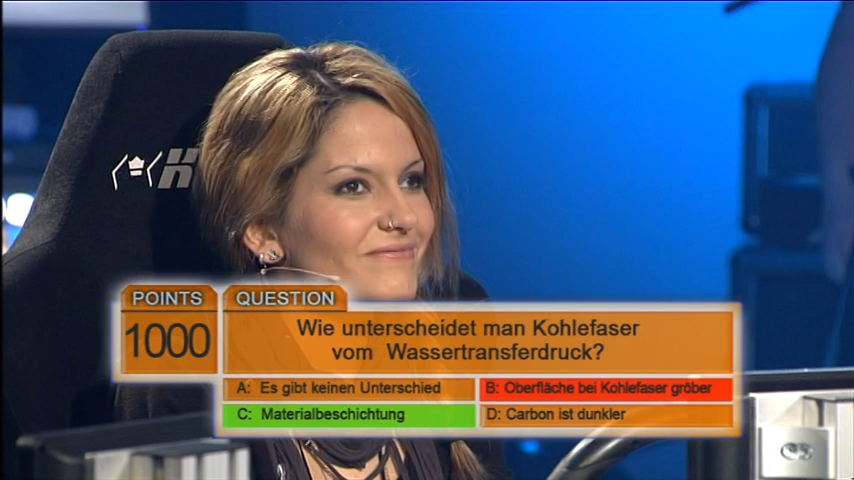 POINTS
QUESTION
1000
Wie unterscheidet man Kohlefaser
vom Wassertransferdruck?
A: Es gibt keinen Unterschied
B: Oberfläche bei Kohlefaser gröber
C: Materialbeschichtung
D: Carbon ist dunkler